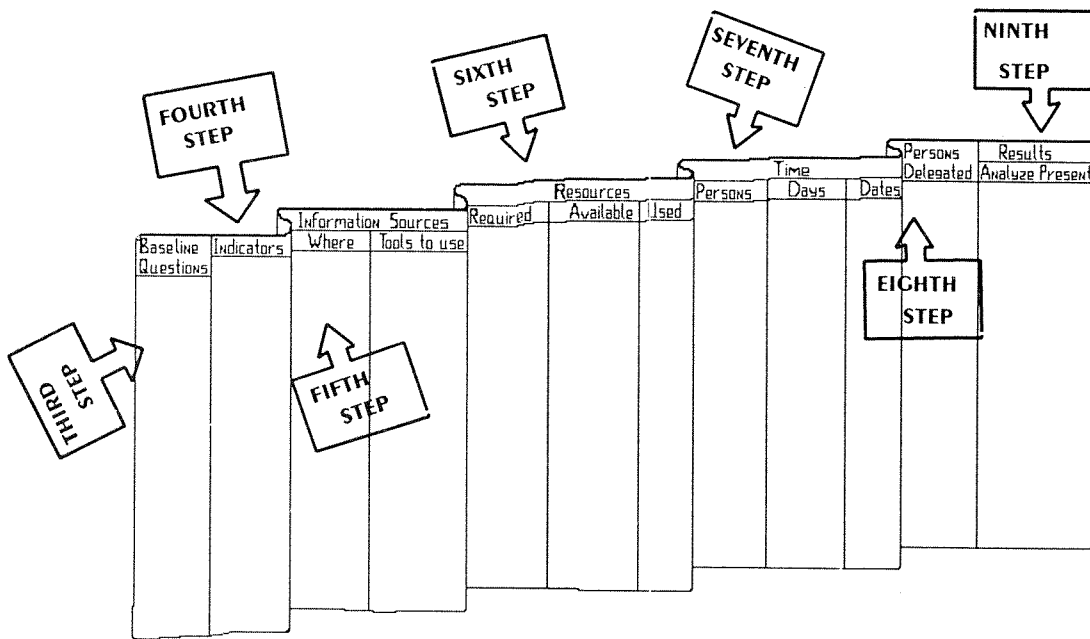 NINTH
STEP
SEVENTH
STEP
SIXTH
STEP
FOURTH
STEP
Persons
Delegated
Results
Analyze Present
Time
Persons Days Dates
Resources
Required Available Used
Information Sources
Where Tools to use
Baseline
Questions
Indicators
EIGHTH
STEP
THIRD
STEP
FIFTH
STEP